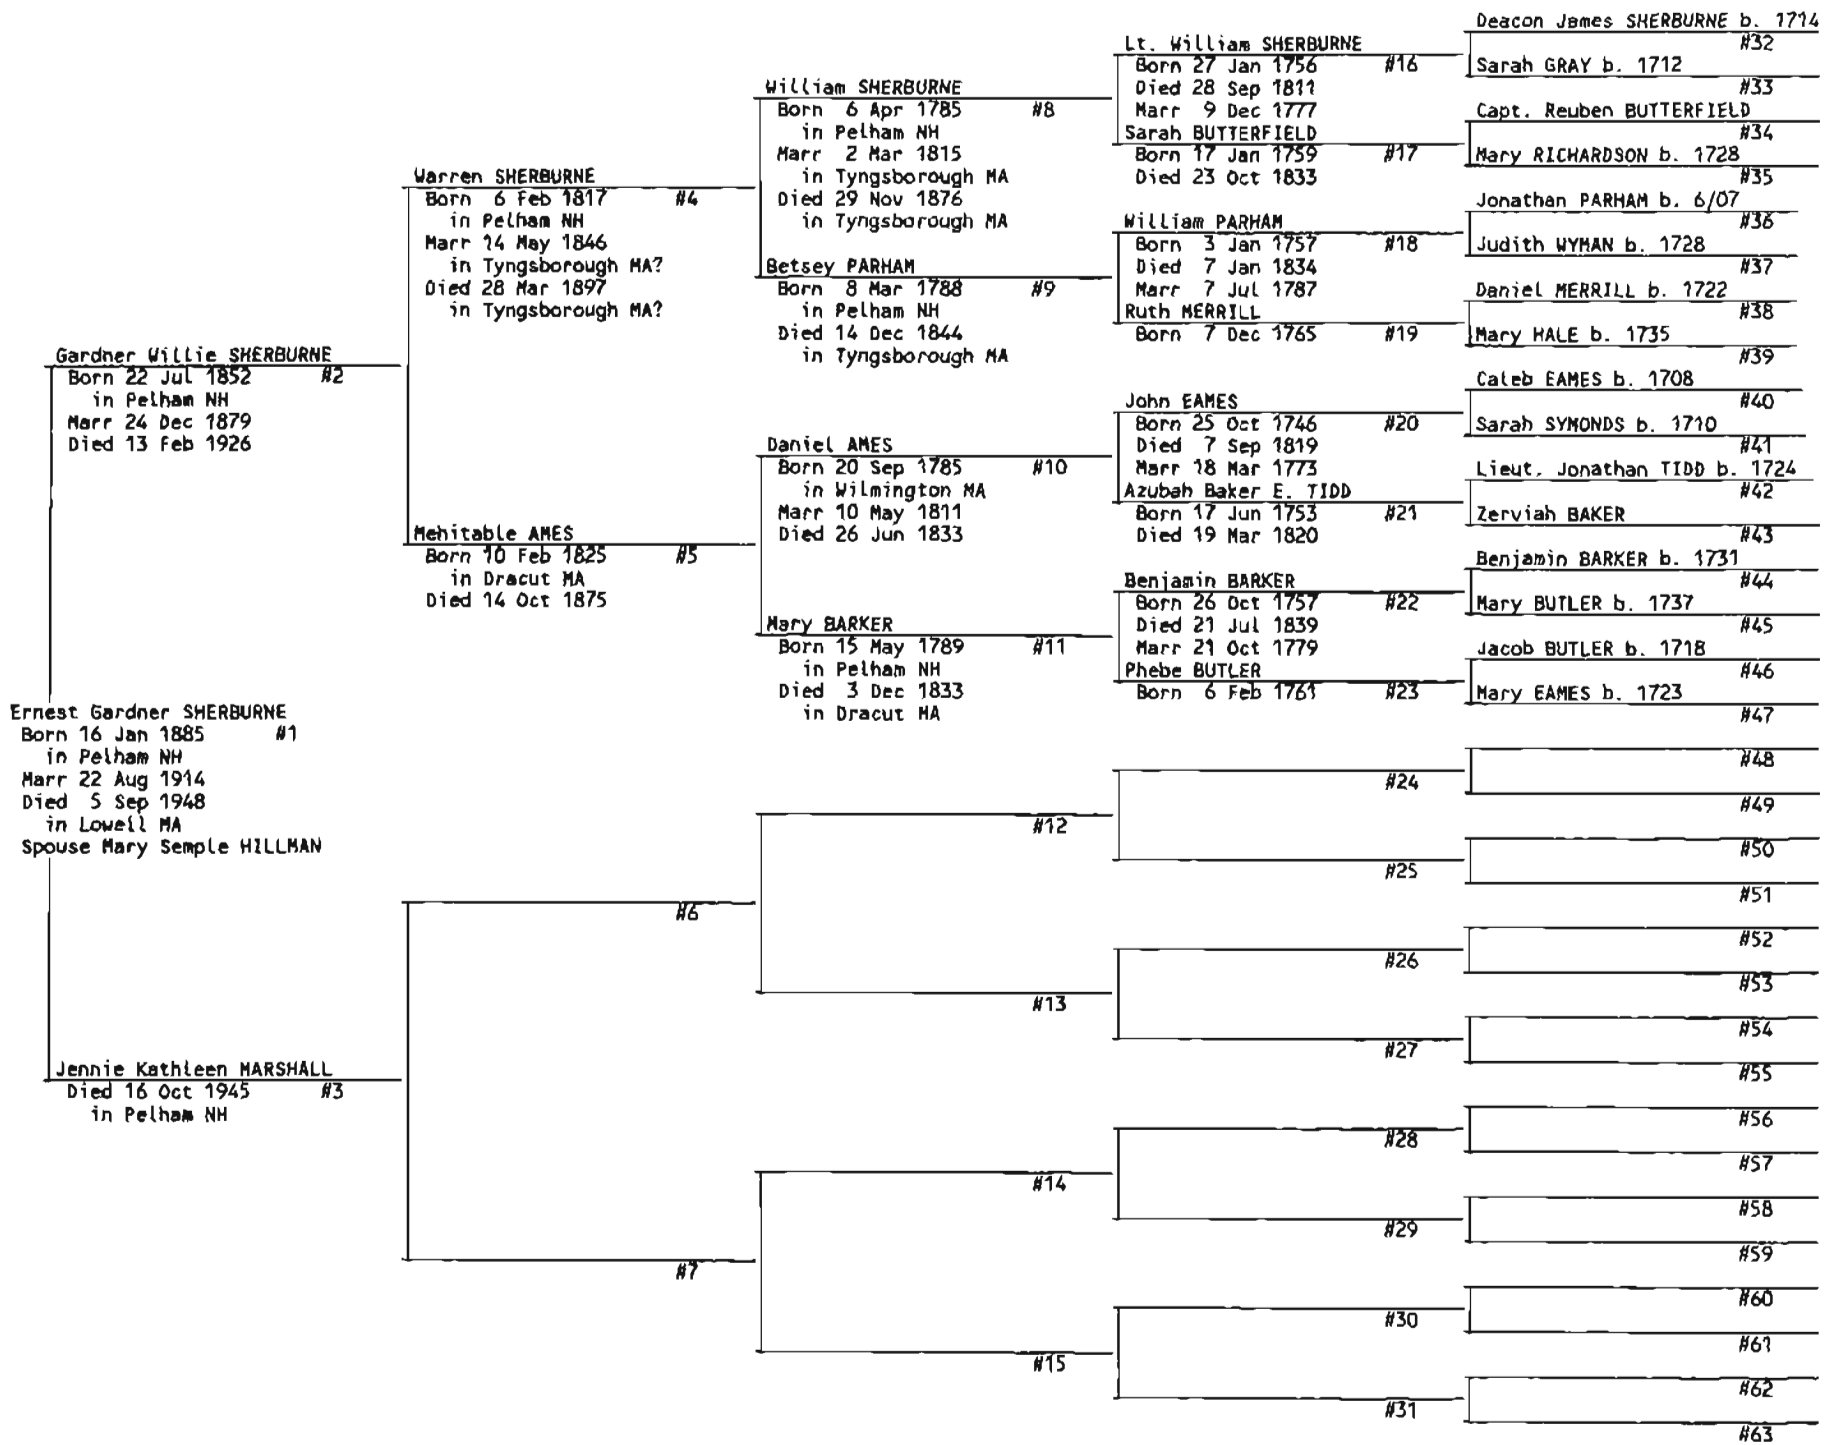 Ernest Gardner SHERBURNE
Born 16 Jan 1885 #1
in Pelham NH
Marr 22 Aug 1914
Died 5 Sep 1948
in Lowell MA
Spouse Mary Semple HILLMAN
Gardner Willie SHERBURNE
Born 22 Jul 1852 #2
in Pelham NH
Marr 24 Dec 1879
Died 13 Feb 1926
Jennie Kathleen MARSHALL
Died 16 Oct 1945 #3
in Pelham NH
Warren SHERBURNE
Born 6 Feb 1817 #4
in Pelham NH
Marr 14 May 1846
in Tyngsborough MA?
Died 28 Mar 1897
in Tyngsborough MA?
Mehitable AMES
Born 10 Feb 1825 #5
in Dracut MA
Died 14 Oct 1875
#6
#7
William SHERBURNE
Born 6 Apr 1785 #8
in Pelham NH
Marr 2 Mar 1815
in Tyngsborough MA
Died 29 Nov 1876
in Tyngsborough MA
Betsey PARHAM
Born 8 Mar 1788 #9
in Pelham NH
Died 14 Dec 1844
in Tyngsborough MA
Daniel AMES
Born 20 Sep 1785 #10
in Wilmington MA
Marr 10 May 1811
Died 26 Jun 1833
Mary BARKER
Born 15 May 1789 #11
in Pelham NH
Died 3 Dec 1833
in Dracut MA
#12
#13
#14
#15
Lt. William SHERBURNE
Born 27 Jan 1756 #16
Died 28 Sep 1811
Marr 9 Dec 1777
Sarah BUTTERFIELD
Born 17 Jan 1759 #17
Died 23 Oct 1833
William PARHAM
Born 3 Jan 1757 #18
Died 7 Jan 1834
Marr 7 Jul 1787
Ruth MERRILL
Born 7 Dec 1765 #19
John EAMES
Born 25 Oct 1746 #20
Died 7 Sep 1819
Marr 18 Mar 1773
Azubah Baker E. TIDD
Born 17 Jun 1753 #21
Died 19 Mar 1820
Benjamin BARKER
Born 26 Oct 1757 #22
Died 21 Jul 1839
Marr 21 Oct 1779
Phebe BUTLER
Born 6 Feb 1761 #23
#24
#25
#26
#27
#28
#29
#30
#31
Deacon James SHERBURNE b. 1714
#32
Sarah GRAY b. 1712
#33
Capt. Reuben BUTTERFIELD
#34
Mary RICHARDSON b. 1728
#35
Jonathan PARHAM b. 6/07
#36
Judith WYMAN b. 1728
#37
Daniel MERRILL b. 1722
#38
Mary HALE b. 1735
#39
Caleb EAMES b. 1708
#40
Sarah SYMONDS b. 1710
#41
Lieut. Jonathan TIDD b. 1724
#42
Zerviah BAKER
#43
Benjamin BARKER b. 1731
#44
Mary BUTLER b. 1737
#45
Jacob BUTLER b. 1718
#46
Mary EAMES b. 1723
#47
#48
#49
#50
#51
#52
#53
#54
#55
#56
#57
#58
#59
#60
#61
#62
#63